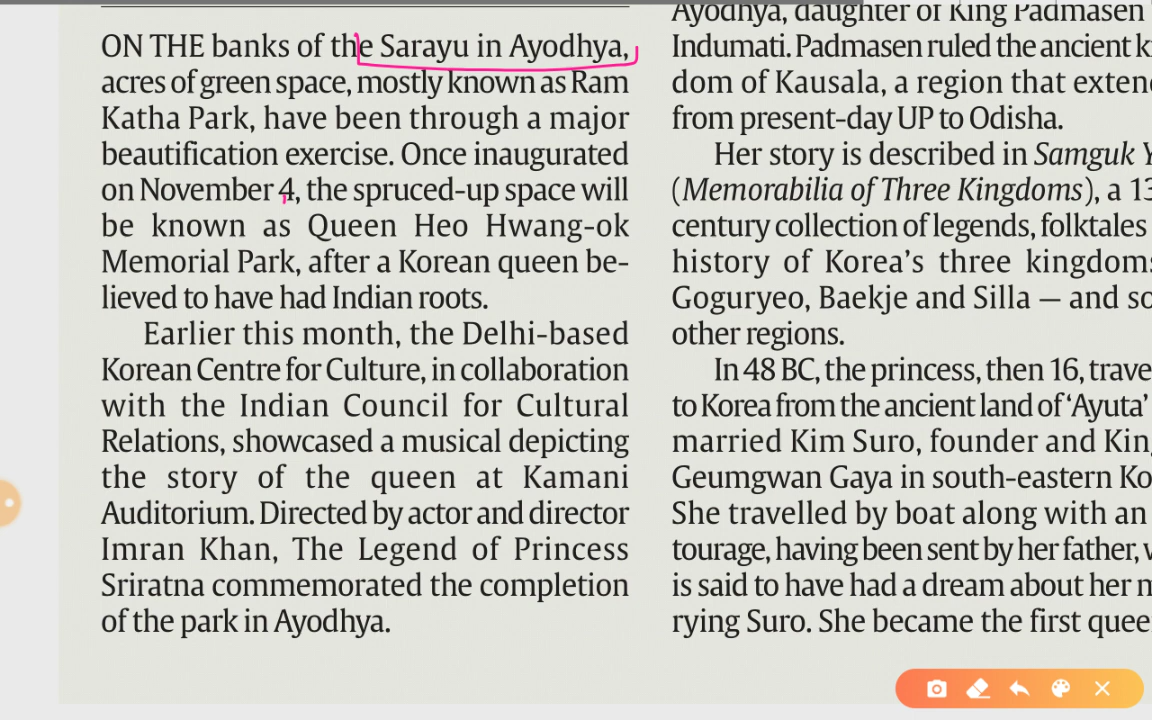 ON THE banks of the Sarayu in Ayodhya,
acres of green space, mostly known as Ram
Katha Park, have been through a major
beautification exercise. Once inaugurated
on November 4, the spruced-up space will
be known as Queen Heo Hwang-ok
Memorial Park, after a Korean queen be-
lieved to have had Indian roots.
Earlier this month, the Delhi-based
Korean Centre for Culture, in collaboration
with the Indian Council for Cultural
Relations, showcased a musical depicting
the story of the queen at Kamani
Auditorium. Directed by actor and director
Imran Khan, The Legend of Princess
Sriratna commemorated the completion
of the park in Ayodhya.
Ayodhya, daughter of King Padmasen
Indumati. Padmasen ruled the ancient
dom of Kausala, a region that
from present-day UP to Odisha.
Her story is described in Samguk
(Memorabilia of Three Kingdoms), a
century collection of legends, folktales
history of Korea's three
Goguryeo, Baekje and Silla — and
other regions.
In 48 BC, the princess, then 16,
to Korea from the ancient land of 'Ayuta'
married Kim Suro, founder and
Geumgwan Gaya in south-eastern
She travelled by boat along with an
tourage, having been sent by her father,
is said to have had a dream about her
rying Suro. She became the first